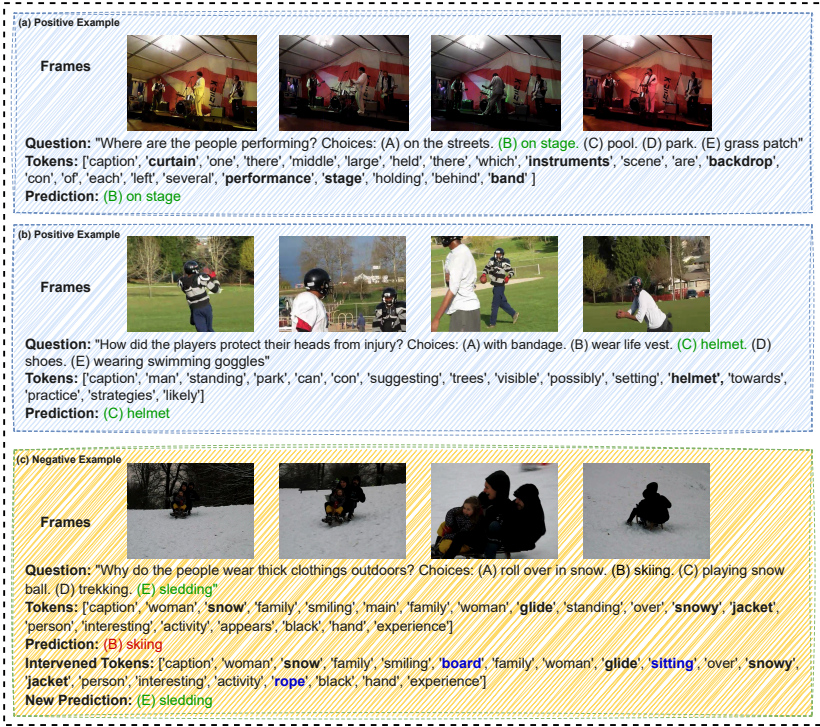 (a) Positive Example
Frames
Question: "Where are the people performing? Choices: (A) on the streets. (B) on stage. (C) pool. (D) park. (E) grass patch"
Tokens: ['caption', 'curtain', 'one', 'there', 'middle', 'large', 'held', 'there', 'which', 'instruments', 'scene', 'are', 'backdrop',
'con', 'of', 'each', 'left', 'several', 'performance', 'stage', 'holding', 'behind', 'band' ]
Prediction: (B) on stage
(b) Positive Example
Frames
Question: "How did the players protect their heads from injury? Choices: (A) with bandage. (B) wear life vest. (C) helmet. (D)
shoes. (E) wearing swimming goggles"
Tokens: ['caption', 'man', 'standing', 'park', 'can', 'con', 'suggesting', 'trees', 'visible', 'possibly', 'setting', 'helmet', 'towards',
'practice', 'strategies', 'likely']
Prediction: (C) helmet
(c) Negative Example
Frames
Question: "Why do the people wear thick clothings outdoors? Choices: (A) roll over in snow. (B) skiing. (C) playing snow
ball. (D) trekking. (E) sledding"
Tokens: ['caption', 'woman', 'snow', 'family', 'smiling', 'main', 'family', 'woman', 'glide', 'standing', 'over', 'snowy', 'jacket',
'person', 'interesting', 'activity', 'appears', 'black', 'hand', 'experience']
Prediction: (B) skiing
Intervened Tokens: ['caption', 'woman', 'snow', 'family', 'smiling', 'board', 'family', 'woman', 'glide', 'sitting', 'over', 'snowy',
'jacket', 'person', 'interesting', 'activity', 'rope', 'black', 'hand', 'experience']
New Prediction: (E) sledding